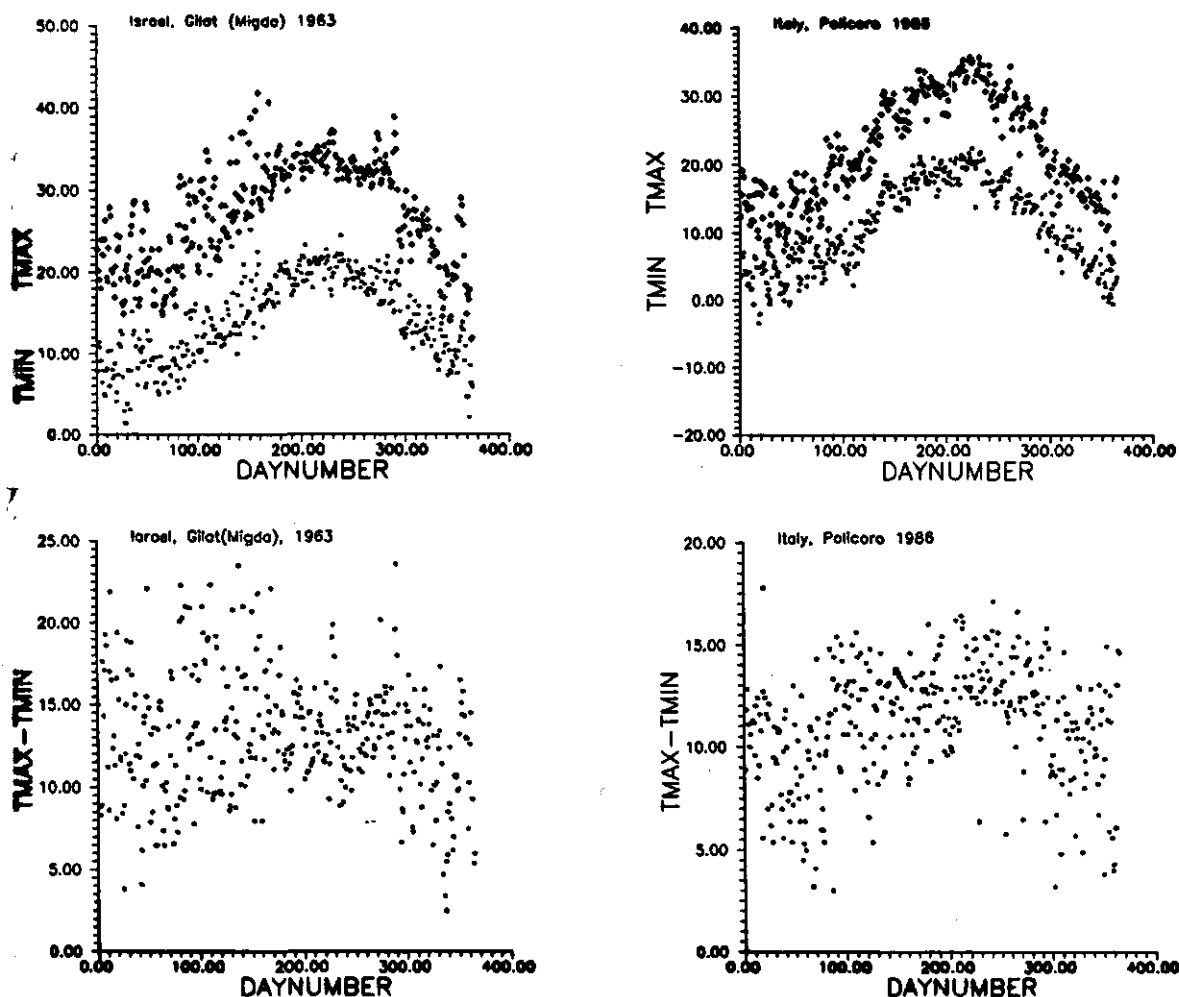 Israel, Gilat (Migda) 1963
50.00
40.00
30.00
20.00
10.00
0.00
TMIN TMAX
0.00 100.00 200.00 300.00 400.00
DAYNUMBER
Italy, Policoro 1986
40.00
30.00
20.00
10.00
0.00
-10.00
-20.00
TMIN TMAX
0.00 100.00 200.00 300.00 400.00
DAYNUMBER
Israel, Gilat(Migda), 1963
25.00
20.00
15.00
10.00
5.00
0.00
TMAX-TMIN
0.00 100.00 200.00 300.00 400.00
DAYNUMBER
Italy, Policoro 1986
20.00
15.00
10.00
5.00
0.00
TMAX-TMIN
0.00 100.00 200.00 300.00 400.00
DAYNUMBER